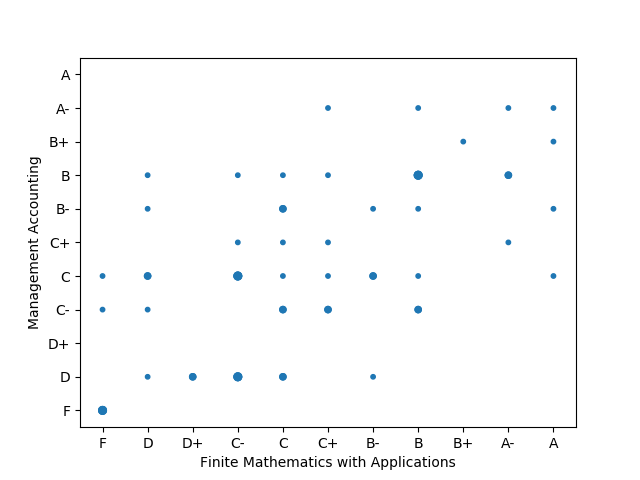 A
A-
B+
B
B-
C+
C
C-
D+
D
F
Management Accounting
F D D+ C- C C+ B- B B+ A- A
Finite Mathematics with Applications